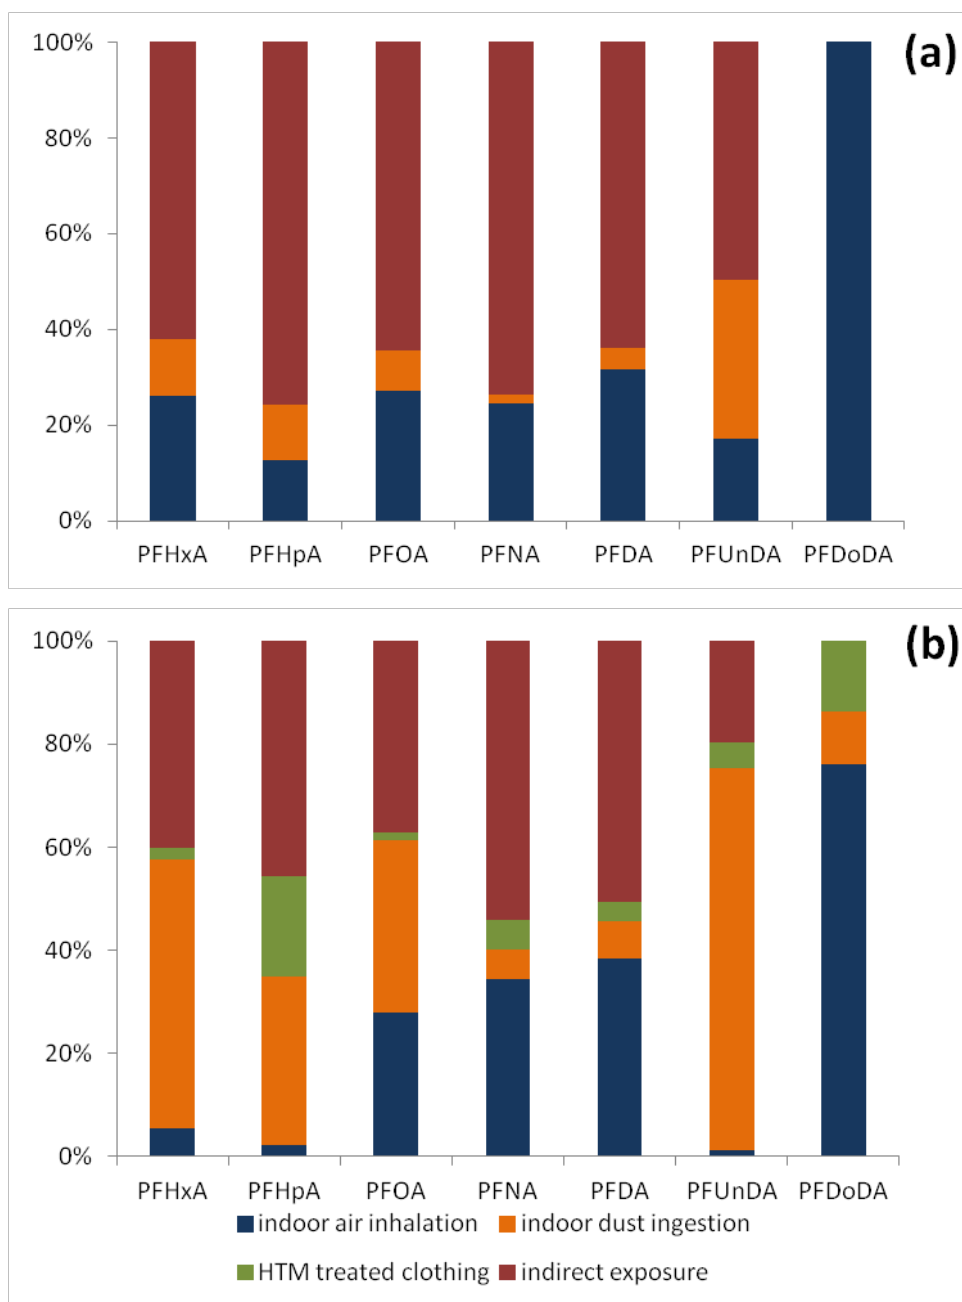 (a)
100%
80%
60%
40%
20%
0%
PFHxA PFHpA PFOA PFNA PFDA PFUnDA PFDoDA
(b)
100%
80%
60%
40%
20%
0%
PFHxA PFHpA PFOA PFNA PFDA PFUnDA PFDoDA
indoor air inhalation indoor dust ingestion
HTM treated clothing indirect exposure